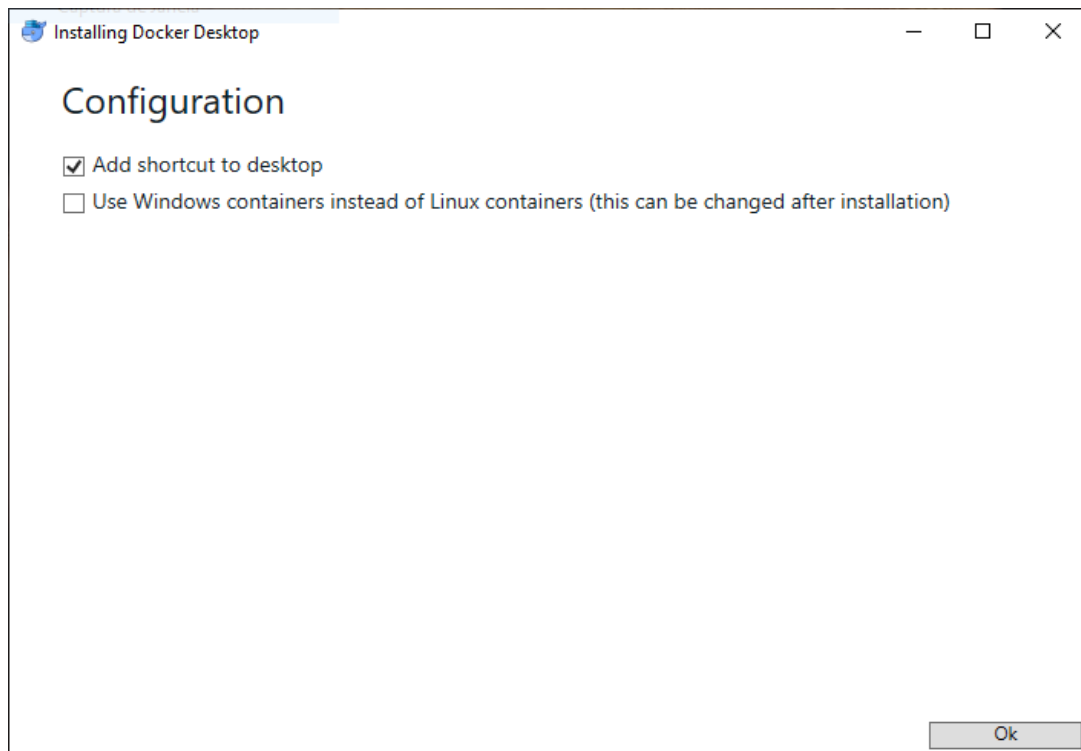 Installing Docker Desktop
Configuration
Add shortcut to desktop
Use Windows containers instead of Linux containers (this can be changed after installation)
Ok